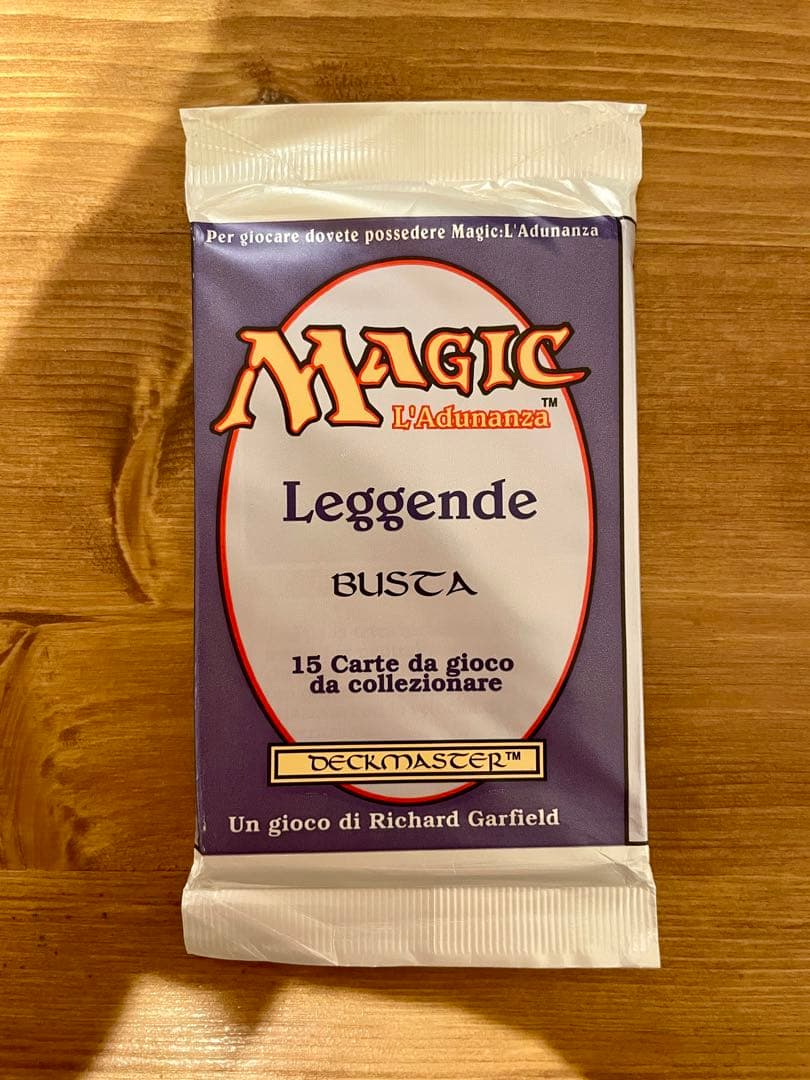 Per giocare dovete possedere Magic:L'Adunanza
MAGIC
L'Adunanza™
Leggende
BUSTA
15 Carte da gioco
da collezionare
DECKMASTER™
Un gioco di Richard Garfield